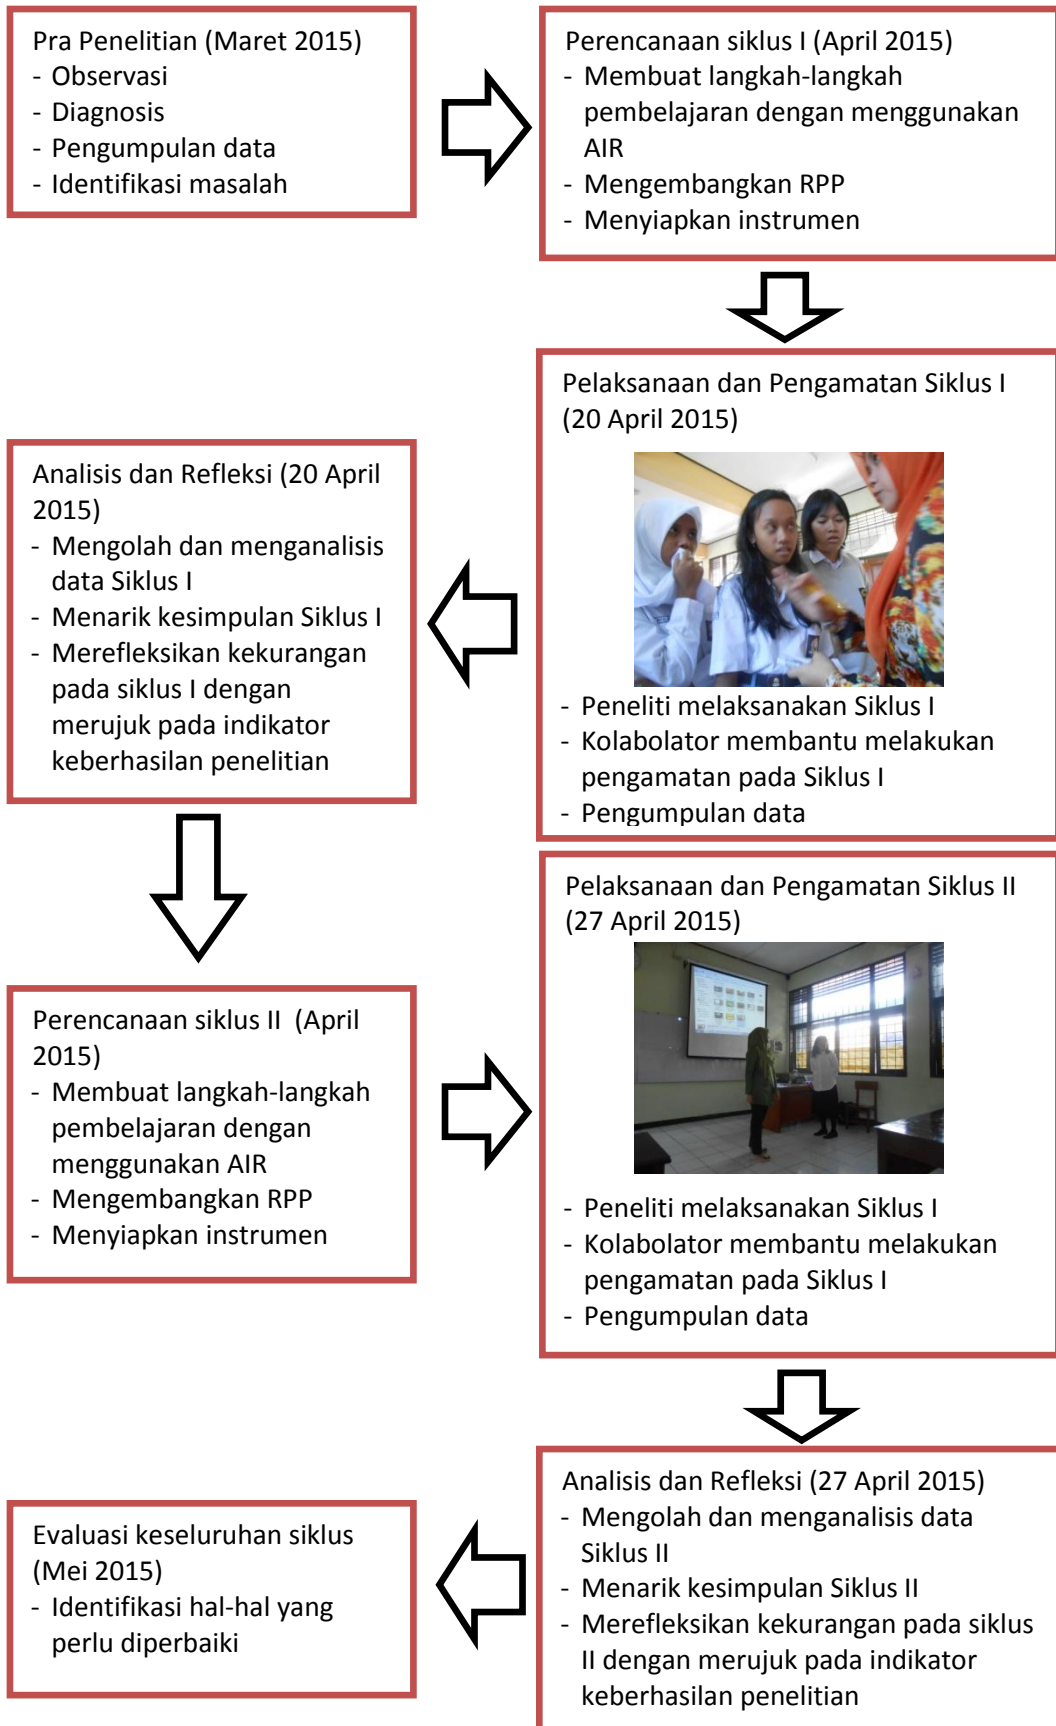 Pra Penelitian (Maret 2015)
- Observasi
- Diagnosis
- Pengumpulan data
- Identifikasi masalah
Perencanaan siklus I (April 2015)
- Membuat langkah-langkah
pembelajaran dengan menggunakan
AIR
- Mengembangkan RPP
- Menyiapkan instrumen
Pelaksanaan dan Pengamatan Siklus I
(20 April 2015)
- Peneliti melaksanakan Siklus I
- Kolabolator membantu melakukan
pengamatan pada Siklus I
- Pengumpulan data
Analisis dan Refleksi (20 April
2015)
- Mengolah dan menganalisis
data Siklus I
- Menarik kesimpulan Siklus I
- Merefleksikan kekurangan
pada siklus I dengan
merujuk pada indikator
keberhasilan penelitian
Perencanaan siklus II (April
2015)
- Membuat langkah-langkah
pembelajaran dengan
menggunakan AIR
- Mengembangkan RPP
- Menyiapkan instrumen
Pelaksanaan dan Pengamatan Siklus II
(27 April 2015)
- Peneliti melaksanakan Siklus I
- Kolabolator membantu melakukan
pengamatan pada Siklus I
- Pengumpulan data
Analisis dan Refleksi (27 April 2015)
- Mengolah dan menganalisis data
Siklus II
- Menarik kesimpulan Siklus II
- Merefleksikan kekurangan pada siklus
II dengan merujuk pada indikator
keberhasilan penelitian
Evaluasi keseluruhan siklus
(Mei 2015)
- Identifikasi hal-hal yang
perlu diperbaiki